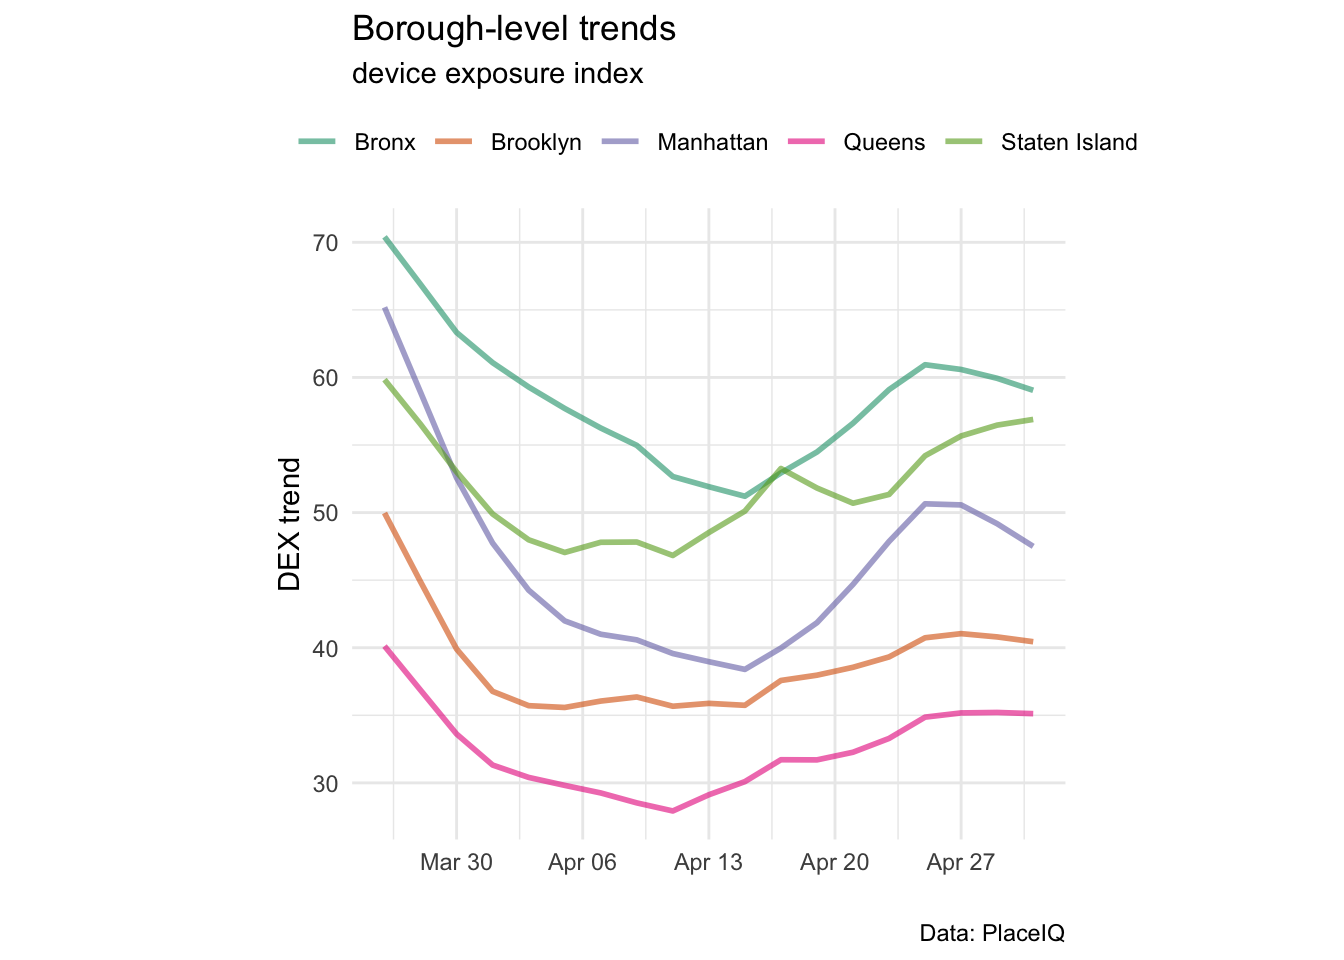 Borough-level trends
device exposure index
Bronx Brooklyn Manhattan Queens Staten Island
70
60
50
40
30
DEX trend
Mar 30 Apr 06 Apr 13 Apr 20 Apr 27
Data: PlaceIQ